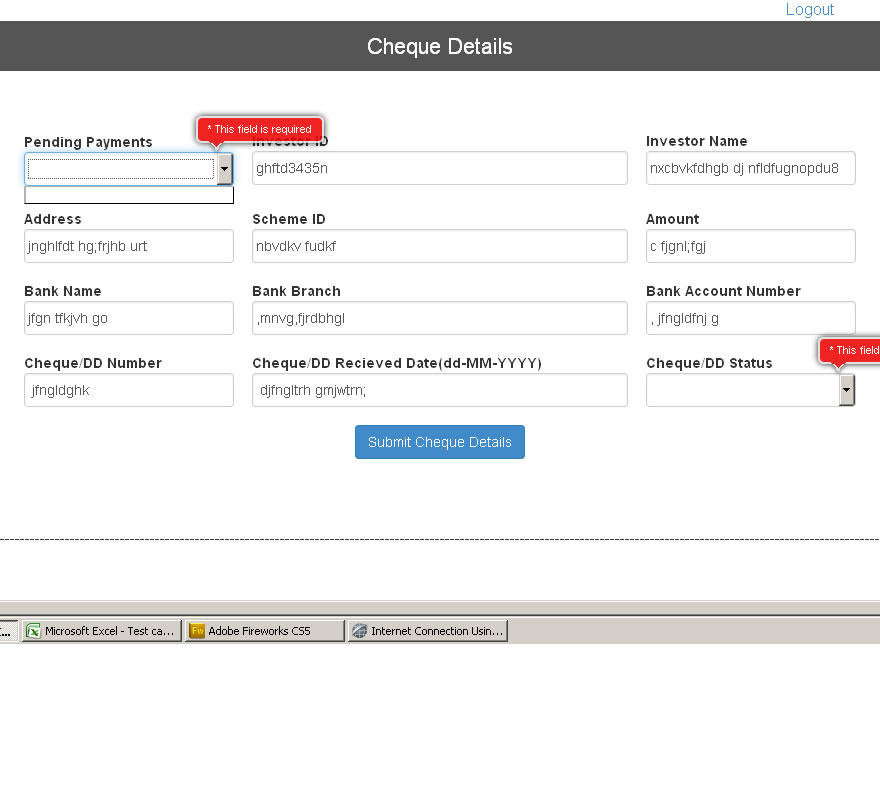 Logout
Cheque Details
* This field is required
Pending Payments Investor ID Investor Name
ghftd3435n nxcbvkfdhgb dj nfldfugnopdu8
Address Scheme ID Amount
jnghlfdt hg;frjhb urt nbvdkv fudkf c fjgnl;fgj
Bank Name Bank Branch Bank Account Number
jfgn tfkjvh go ,mnvg,fjrdbhgl , jfngldfnj g
* This field
Cheque/DD Number Cheque/DD Recieved Date(dd-MM-YYYY) Cheque/DD Status
jfngldghk djfngltrh gmjwtrn;
Submit Cheque Details
Microsoft Excel - Test ca... Adobe Fireworks CS5 Internet Connection Usin...